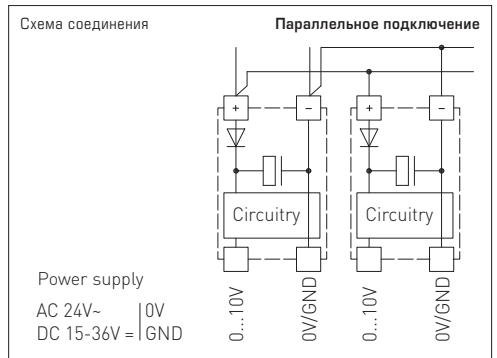 Схема соединения
Параллельное подключение
+
–
+
–
Circuitry
Circuitry
Power supply
AC 24V~ 0V
DC 15-36V = GND
0...10V
0V/GND
0...10V
0V/GND